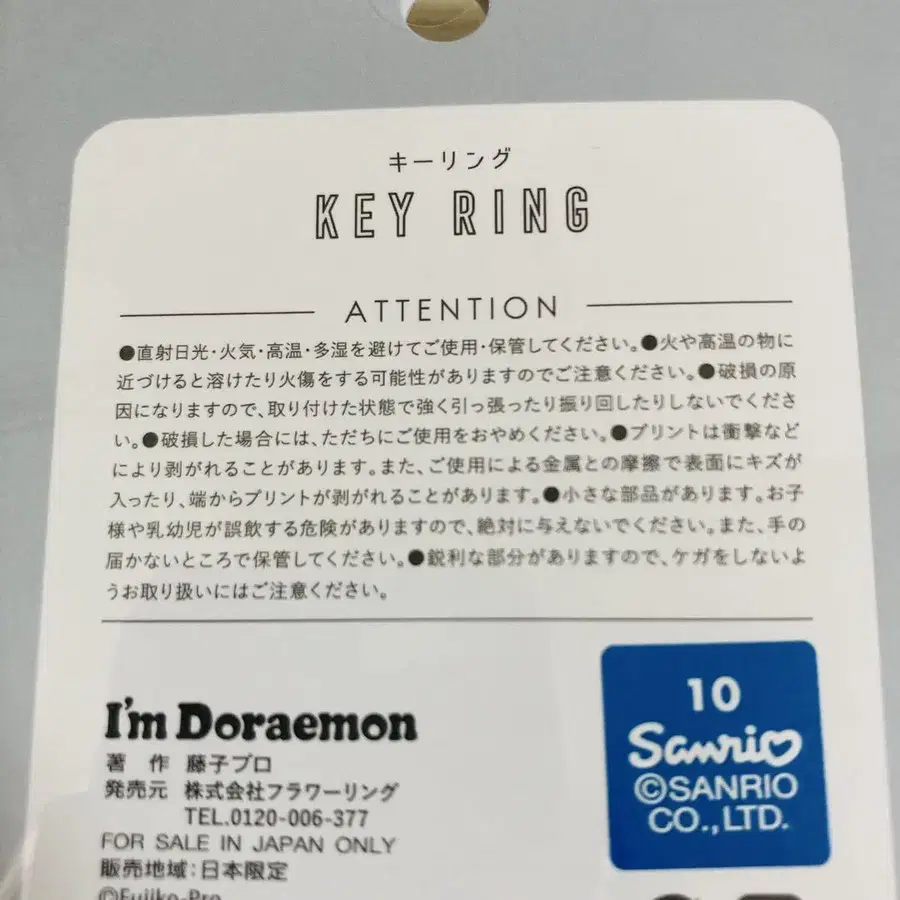 キーリング
KEY RING
ATTENTION
●直射日光・火気・高温・多湿を避けてご使用・保管してください。●火や高温の物に
近づけると溶けたり火傷をする可能性がありますのでご注意ください。●破損の原
因になりますので、取り付けた状態で強く引っ張ったり振り回したりしないでくださ
い。●破損した場合には、ただちにご使用をおやめください。●プリントは衝撃など
により剥がれることがあります。また、ご使用による金属との摩擦で表面にキズが
入ったり、端からプリントが剥がれることがあります。●小さな部品があります。お子
様や乳幼児が誤飲する危険がありますので、絶対に与えないでください。また、手の
届かないところで保管してください。●鋭利な部分がありますので、ケガをしないよ
うお取り扱いにはご注意ください。
I'm Doraemon
著 作 藤子プロ
発売元 株式会社フラワーリング
TEL.0120-006-377
FOR SALE IN JAPAN ONLY
販売地域:日本限定
©Fujiko-Pro
10
Sanrio
©SANRIO
CO.,LTD.